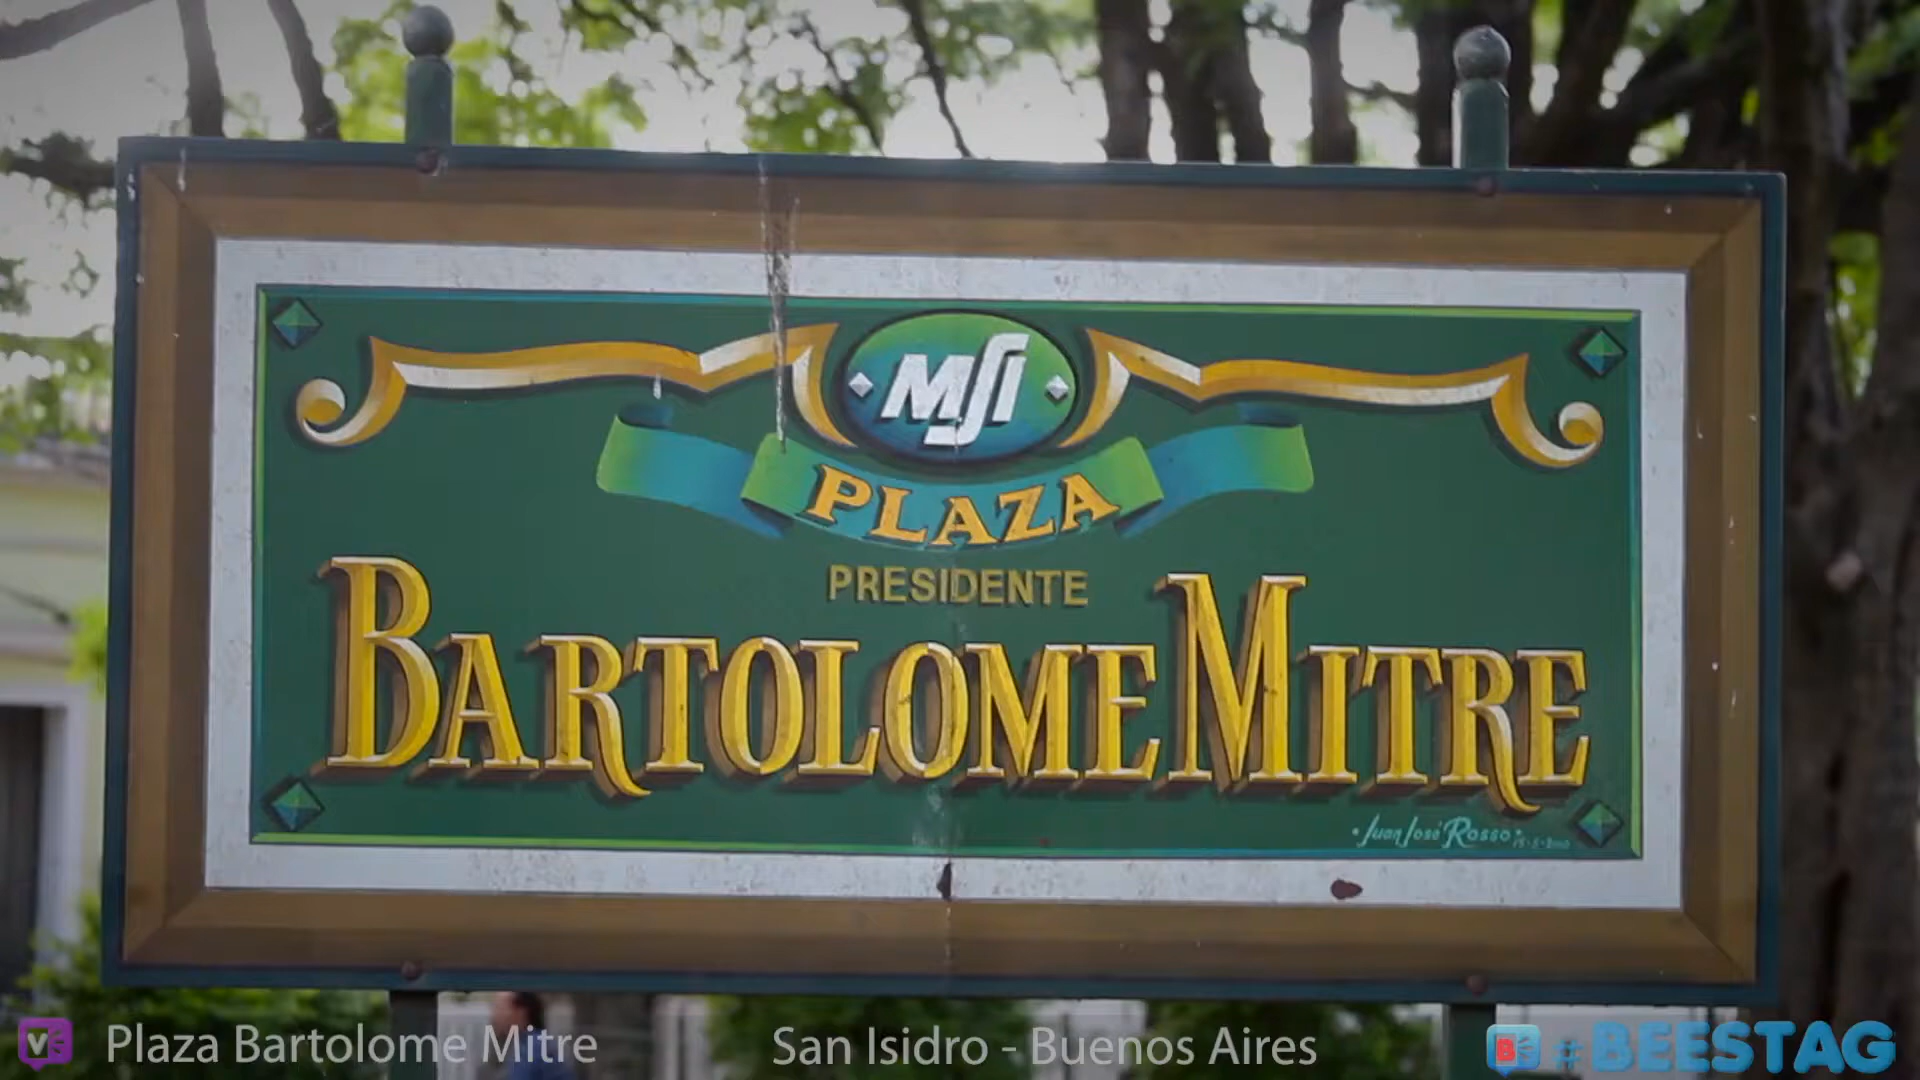 MSI
PLAZA
PRESIDENTE
BARTOLOME MITRE
Juan José Rosso
Plaza Bartolome Mitre
San Isidro - Buenos Aires
#BEESTAG